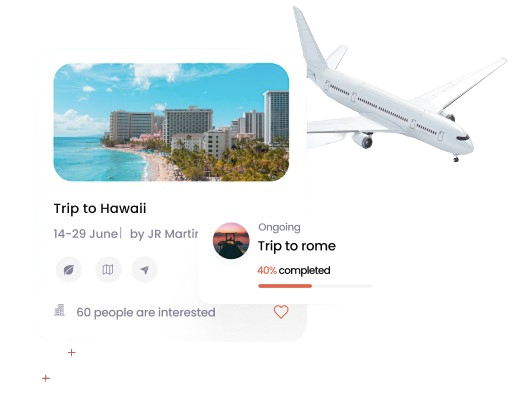 Trip to Hawaii
14-29 June| by JR Martin
Ongoing
Trip to rome
40% completed
60 people are interested